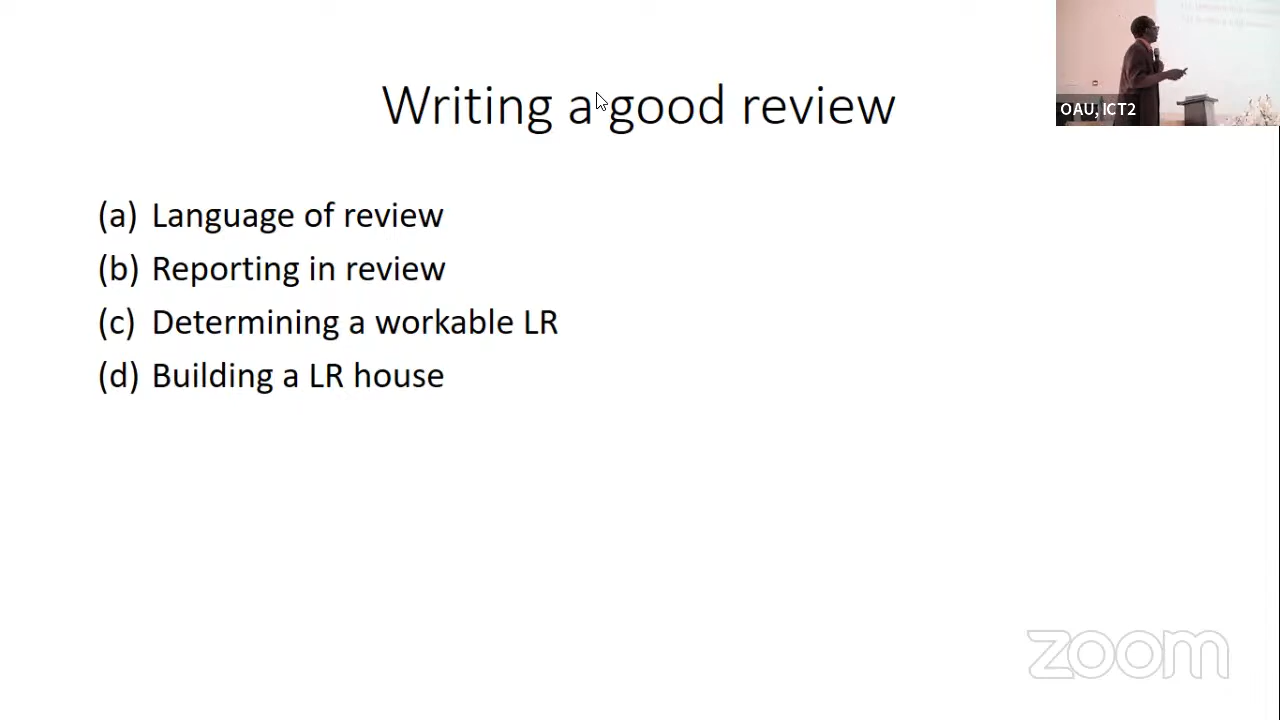 Writing a good review
OAU, ICT2
(a) Language of review
(b) Reporting in review
(c) Determining a workable LR
(d) Building a LR house
zoom